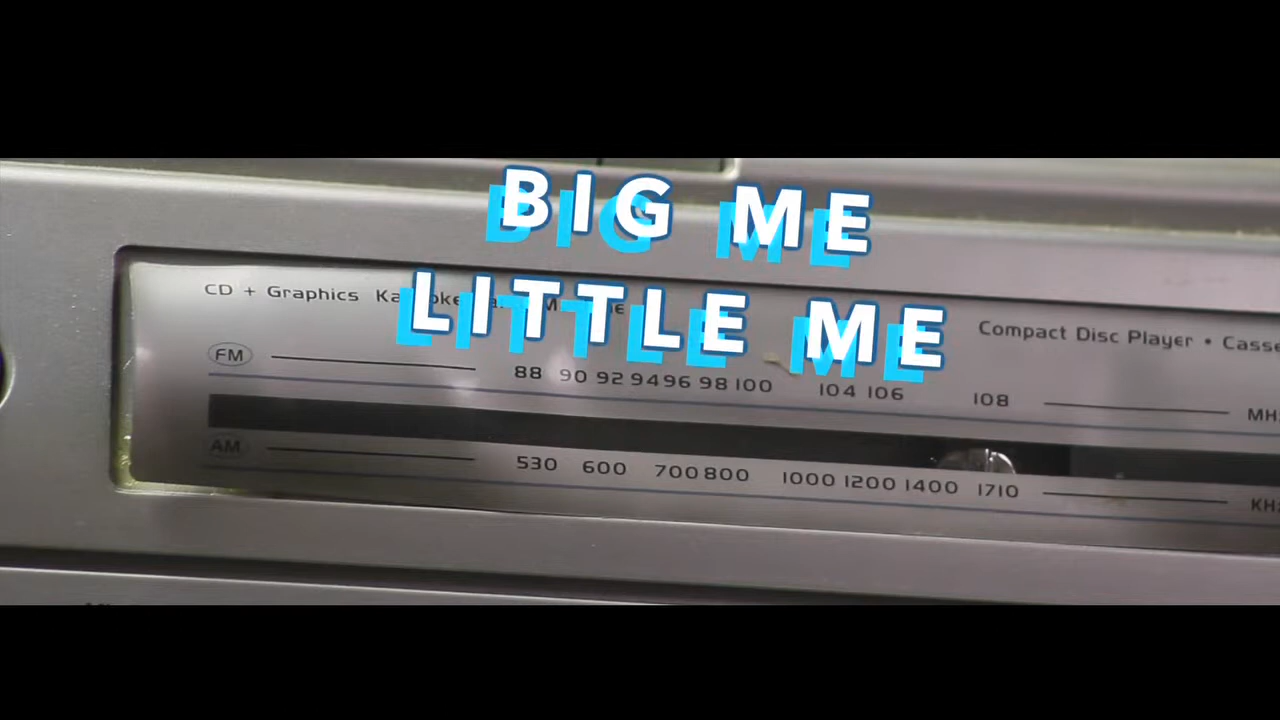 BIG ME
LITTLE ME
CD + Graphics
Compact Disc Player •
FM
88 90 92 94 96 98 100 104 106 108
AM
530 600 700 800 1000 1200 1400 1710